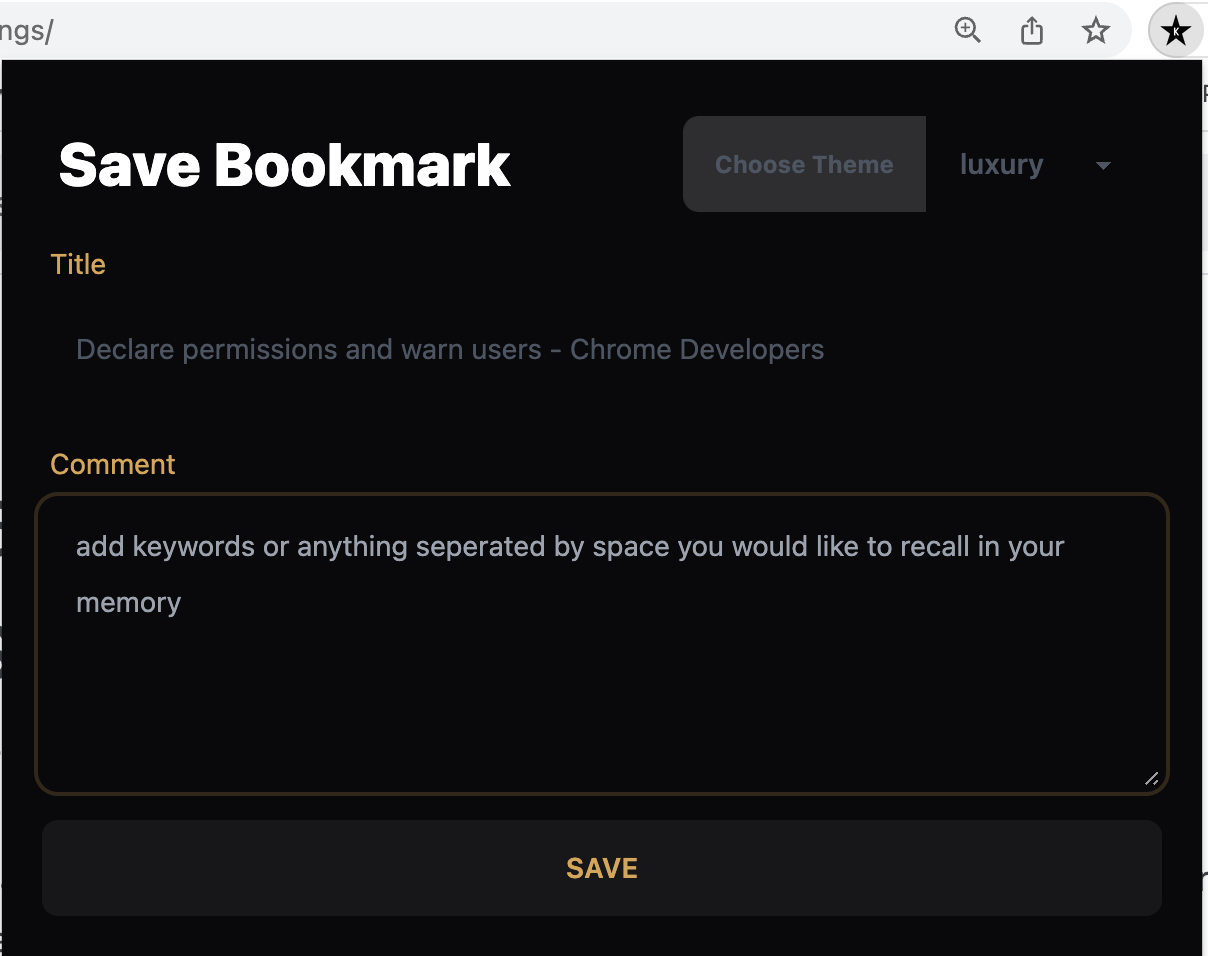 ngs/
K
Save Bookmark
Choose Theme
luxury
Title
Declare permissions and warn users - Chrome Developers
Comment
add keywords or anything seperated by space you would like to recall in your
memory
SAVE